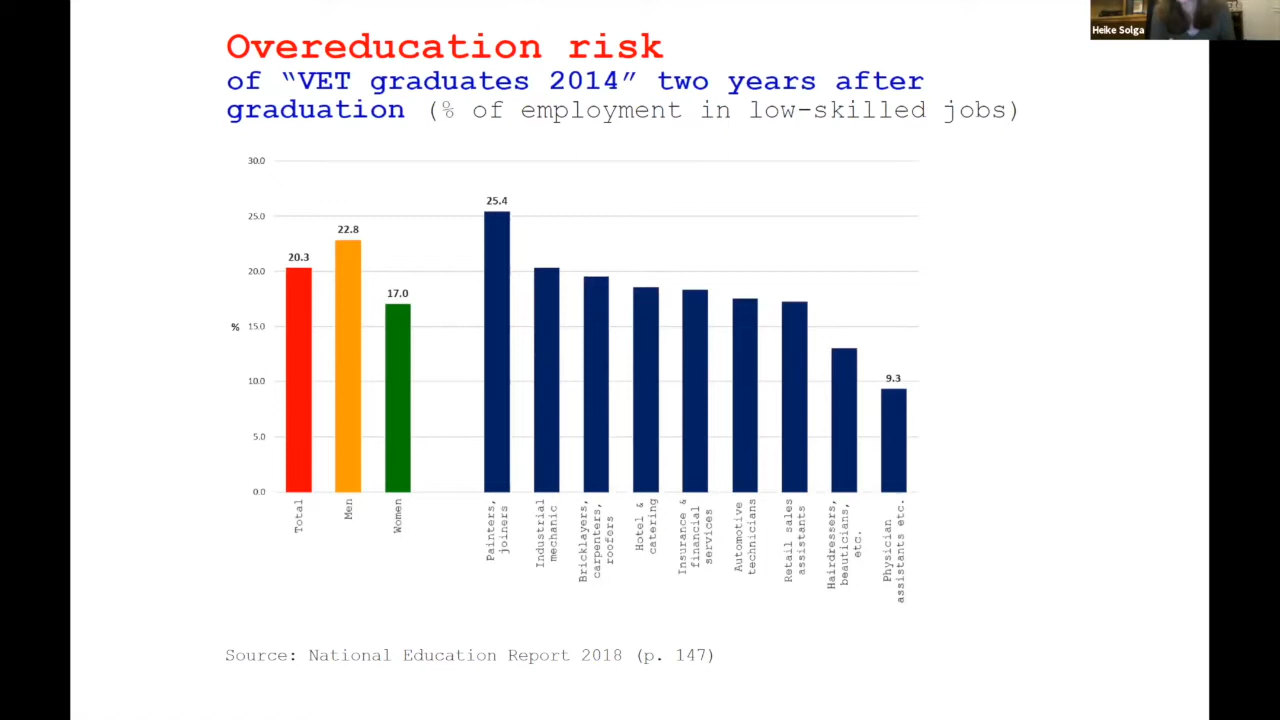 Heike Solga
Overeducation risk
of “VET graduates 2014” two years after
graduation (% of employment in low-skilled jobs)
30.0
25.0
20.0
%
15.0
10.0
5.0
0.0
20.3
22.8
17.0
25.4
9.3
Total
Men
Women
Painters,
joiners
Industrial
mechanic
Bricklayers,
carpenters,
roofers
Hotel &
catering
Insurance &
financial
services
Automotive
technicians
Retail sales
assistants
Hairdressers,
beauticians,
etc.
Physician
assistants etc.
Source: National Education Report 2018 (p. 147)